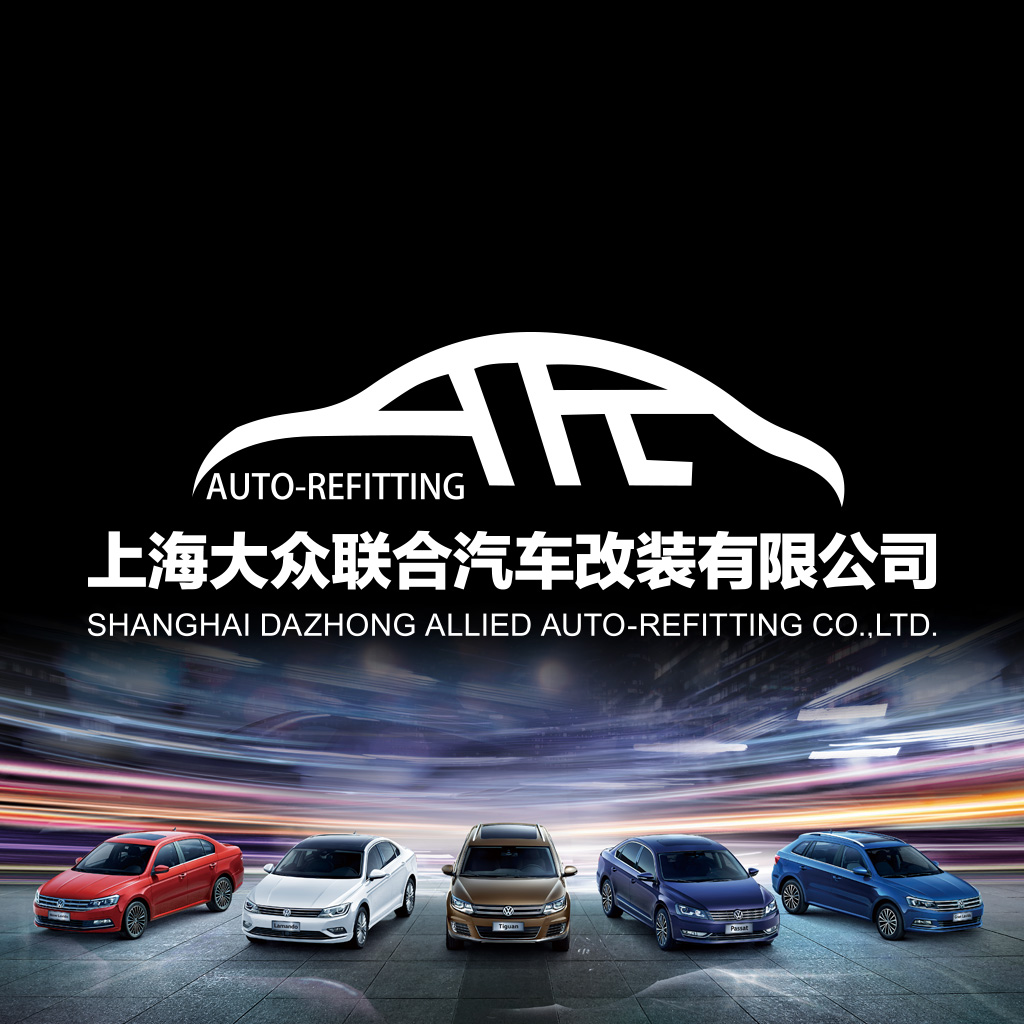 AUTO-REFITTING
上海大众联合汽车改装有限公司
SHANGHAI DAZHONG ALLIED AUTO-REFITTING CO.,LTD.
Lamando
Tiguan
Passat